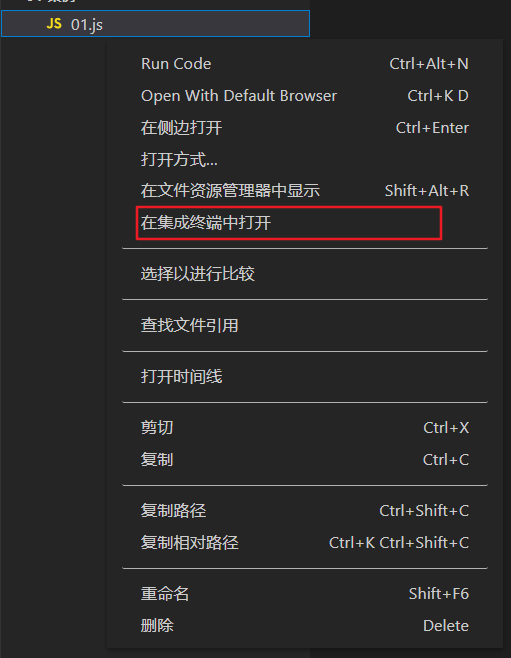 JS 01.js
Run Code Ctrl+Alt+N
Open With Default Browser Ctrl+K D
在侧边打开 Ctrl+Enter
打开方式...
在文件资源管理器中显示 Shift+Alt+R
在集成终端中打开
选择以进行比较
查找文件引用
打开时间线
剪切 Ctrl+X
复制 Ctrl+C
复制路径 Ctrl+Shift+C
复制相对路径 Ctrl+K Ctrl+Shift+C
重命名 Shift+F6
删除 Delete